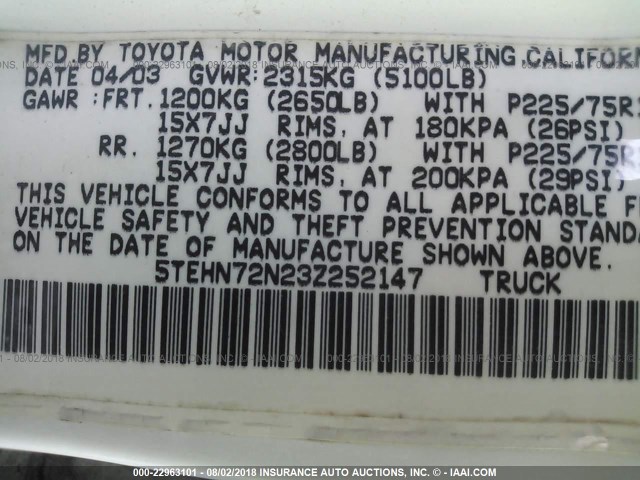 MFD.BY TOYOTA MOTOR MANUFACTURING,CALIFORN
DATE 04/03 GVWR:2315KG (5100LB)
GAWR :FRT. 1200KG (2650LB) WITH P225/75R.
15X7JJ RIMS, AT 180KPA (26PSI)
RR. 1270KG (2800LB) WITH P225/75R
15X7JJ RIMS, AT 200KPA (29PSI)
THIS VEHICLE CONFORMS TO ALL APPLICABLE F
VEHICLE SAFETY AND THEFT PREVENTION STANDA
ON THE DATE OF MANUFACTURE SHOWN ABOVE.
5TEHN72N23Z252147 TRUCK
000-22963101 - 08/02/2018 INSURANCE AUTO AUCTIONS, INC. - © - IAAI.COM